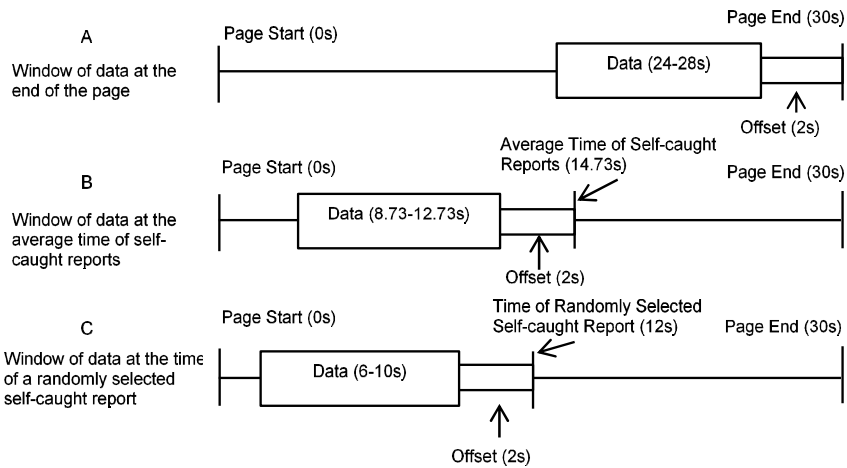 A
Window of data at the
end of the page
Page Start (0s)
Page End (30s)
Data (24-28s)
Offset (2s)
B
Window of data at the
average time of self-
caught reports
Page Start (0s)
Average Time of Self-caught
Reports (14.73s)
Page End (30s)
Data (8.73-12.73s)
Offset (2s)
C
Window of data at the time
of a randomly selected
self-caught report
Page Start (0s)
Time of Randomly Selected
Self-caught Report (12s)
Page End (30s)
Data (6-10s)
Offset (2s)